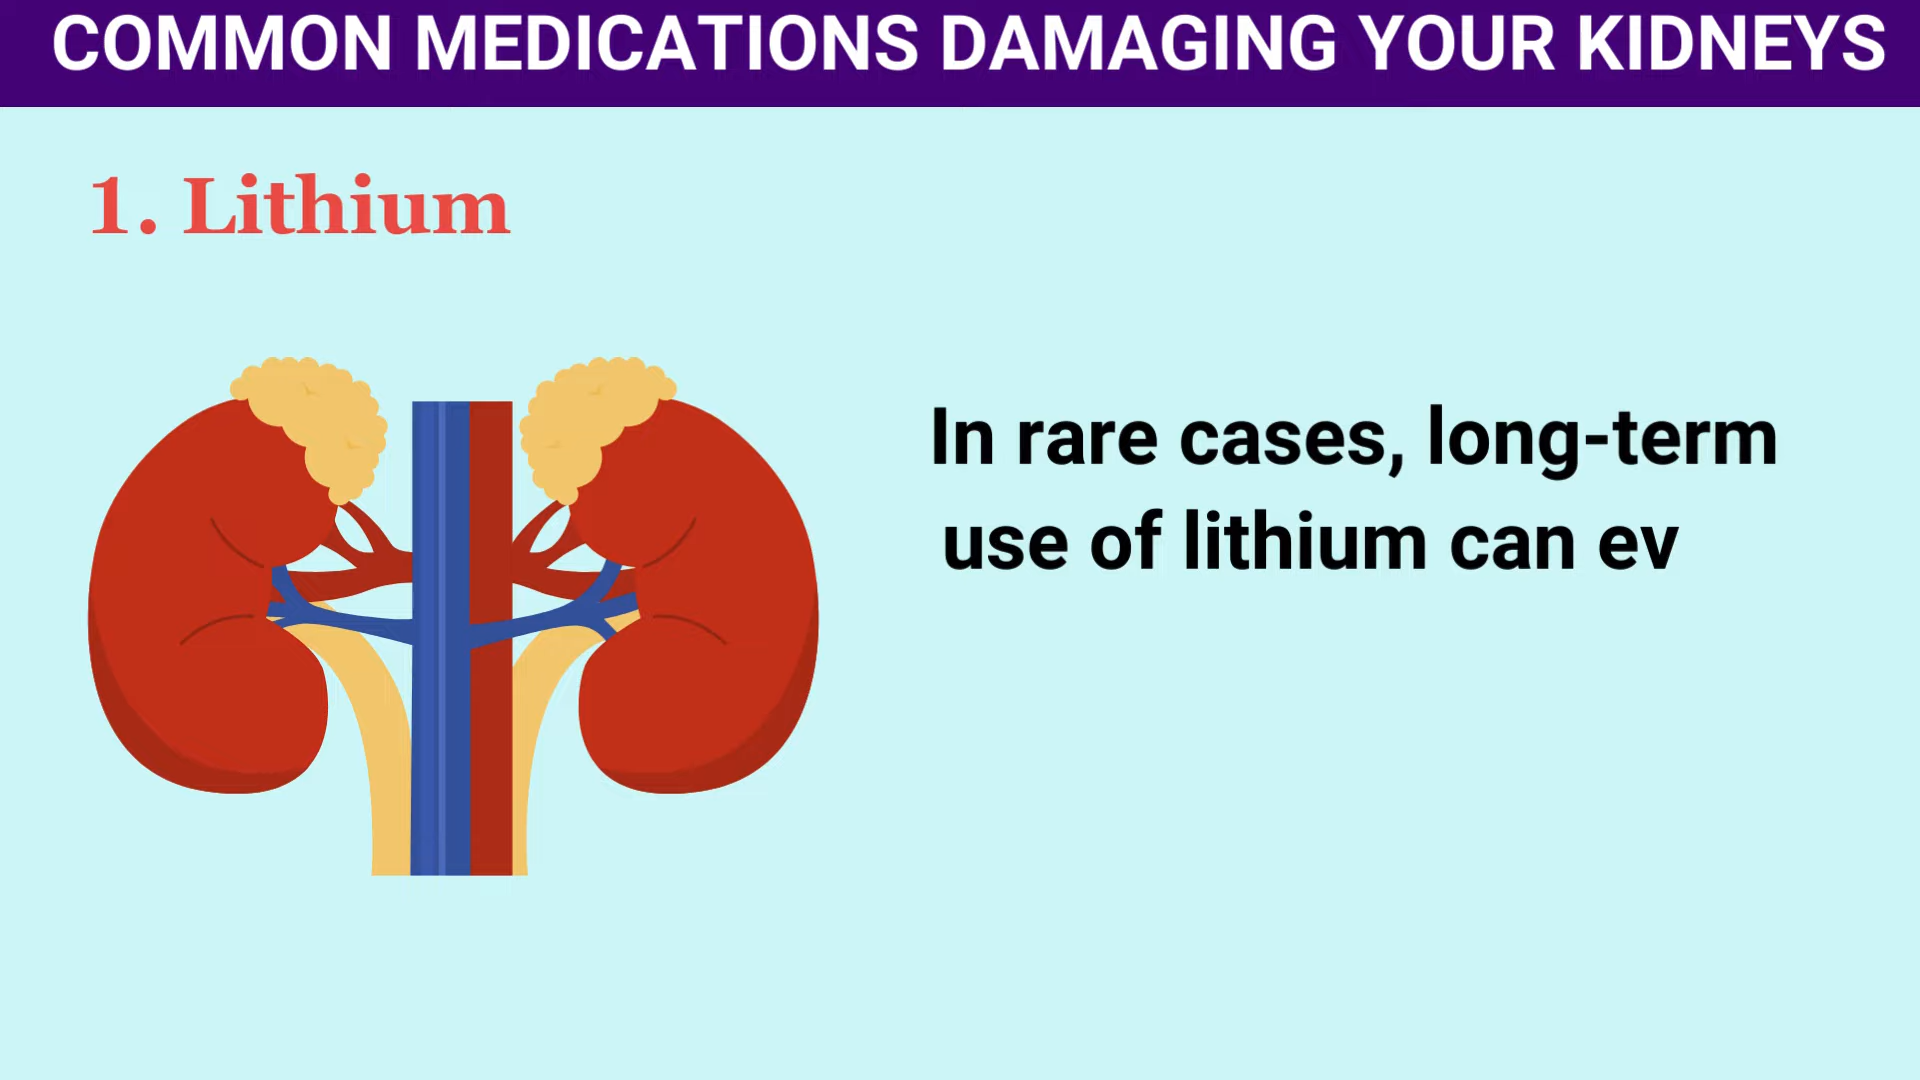 COMMON MEDICATIONS DAMAGING YOUR KIDNEYS
1. Lithium
In rare cases, long-term
use of lithium can ev